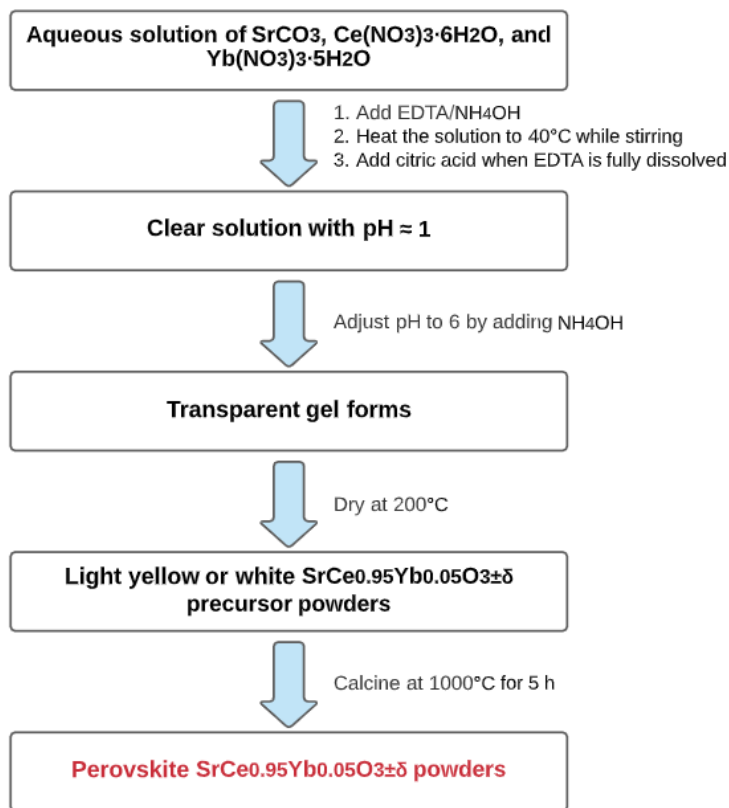 Aqueous solution of SrCO3, Ce(NO3)3·6H2O, and
Yb(NO3)3·5H2O
1. Add EDTA/NH4OH
2. Heat the solution to 40°C while stirring
3. Add citric acid when EDTA is fully dissolved
Clear solution with pH ≈ 1
Adjust pH to 6 by adding NH4OH
Transparent gel forms
Dry at 200°C
Light yellow or white SrCe0.95Yb0.05O3±δ
precursor powders
Calcine at 1000°C for 5 h
Perovskite SrCe0.95Yb0.05O3±δ powders